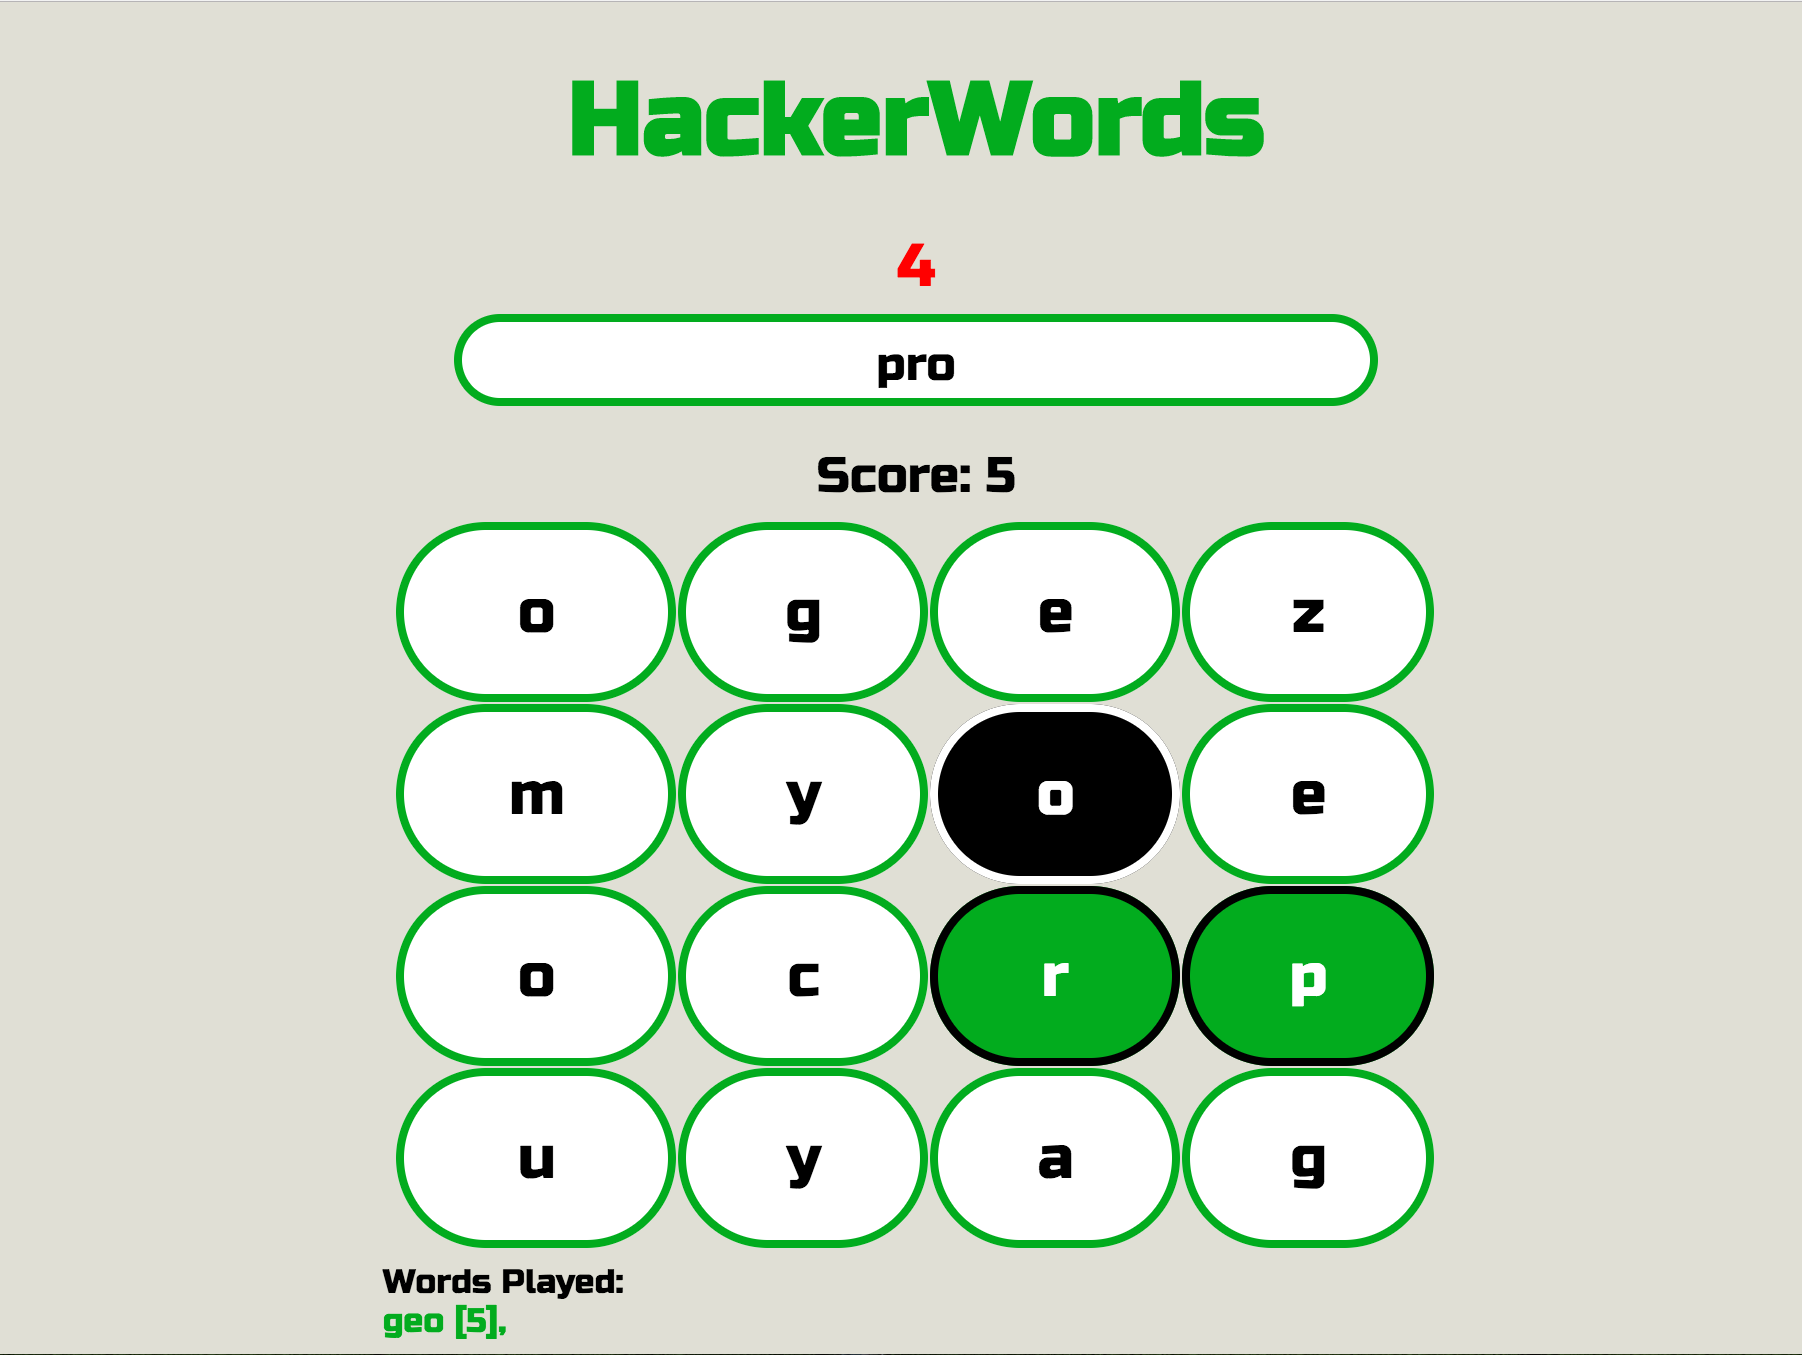 HackerWords
4
pro
Score: 5
o g e z
m y o e
o c r p
u y a g
Words Played:
geo [5],